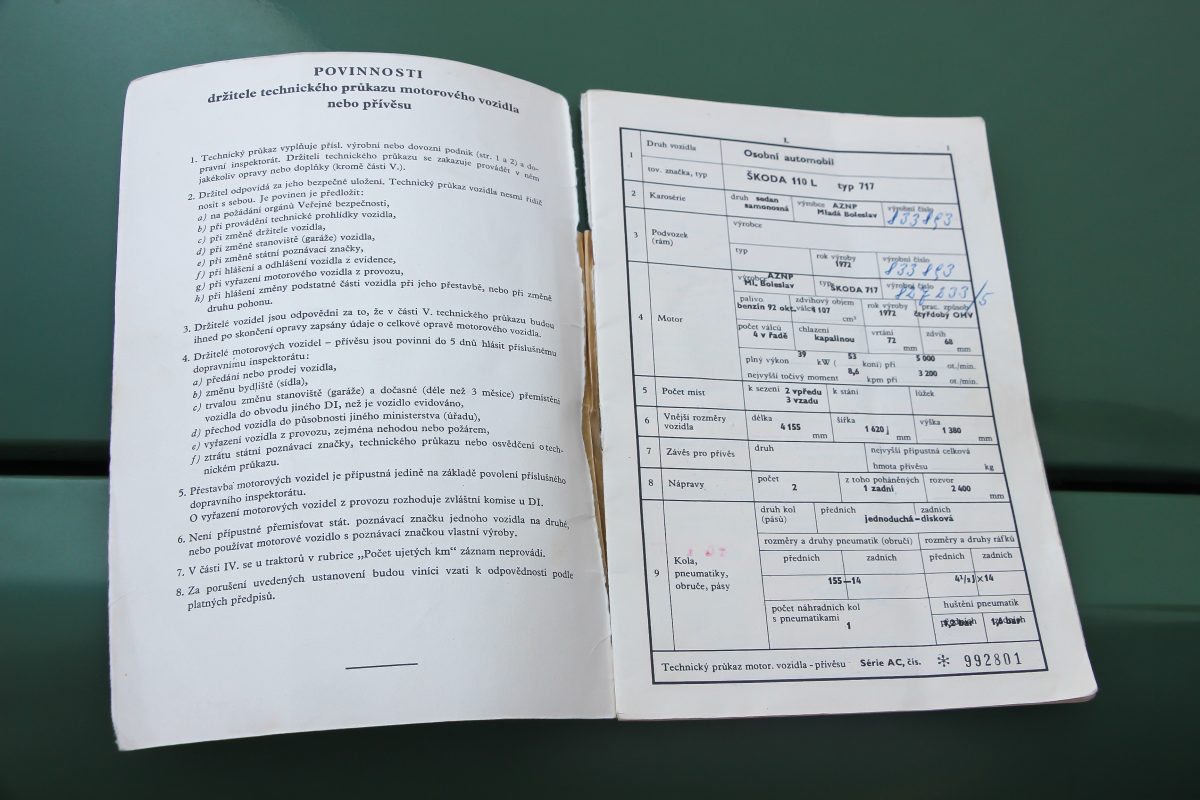 POVINNOSTI
držitele technického průkazu motorového vozidla
nebo přívěsu
1. Technický průkaz vyplňuje přísl. výrobní nebo dovozní podnik (str. 1 a 2) a do-
pravní inspektorát. Držiteli technického průkazu se zakazuje provádět v něm
jakékoliv opravy nebo doplňky (kromě části V.).
2. Držitel odpovídá za jeho bezpečné uložení. Technický průkaz vozidla nesmí řidič
nosit s sebou. Je povinen je předložit:
a) na požádání orgánů Veřejné bezpečnosti,
b) při provádění technické prohlídky vozidla,
c) při změně držitele vozidla,
d) při změně stanoviště (garáže) vozidla,
e) při změně státní poznávací značky,
f) při hlášení a odhlášení vozidla z evidence,
g) při vyřazení motorového vozidla z provozu,
h) při hlášení změny podstatné části vozidla při jeho přestavbě, nebo při změně
druhu pohonu.
3. Držitelé vozidel jsou odpovědni za to, že v části V. technického průkazu budou
ihned po skončení opravy zapsány údaje o celkové opravě motorového vozidla.
4. Držitelé motorových vozidel – přívěsu jsou povinni do 5 dnů hlásit příslušnému
dopravnímu inspektorátu:
a) předání nebo prodej vozidla,
b) změnu bydliště (sídla),
c) trvalou změnu stanoviště (garáže) a dočasné (déle než 3 měsíce) přemístění
vozidla do obvodu jiného DI, než je vozidlo evidováno,
d) přechod vozidla do působnosti jiného ministerstva (úřadu),
e) vyřazení vozidla z provozu, zejména nehodou nebo požárem,
f) ztrátu státní poznávací značky, technického průkazu nebo osvědčení o tech-
nickém průkazu.
5. Přestavba motorových vozidel je přípustná jedině na základě povolení příslušného
dopravního inspektorátu.
O vyřazení motorových vozidel z provozu rozhoduje zvláštní komise u DI.
6. Není přípustné přemisťovat stát. poznávací značku jednoho vozidla na druhé,
nebo používat motorové vozidlo s poznávací značkou vlastní výroby.
7. V části IV. se u traktorů v rubrice „Počet ujetých km“ záznam neprovádí.
8. Za porušení uvedených ustanovení budou viníci vzati k odpovědnosti podle
platných předpisů.
I. 1
1 Druh vozidla Osobní automobil
tov. značka, typ ŠKODA 110 L typ 717
2 Karosérie druh sedan samonosná výrobce AZNP Mladá Boleslav výrobní číslo 833893
3 Podvozek (rám) výrobce
typ rok výroby 1972 výrobní číslo 833893
4 Motor výrobce AZNP Ml. Boleslav typ ŠKODA 717 výrobní číslo /5
palivo benzin 92 okt. zdvihový objem válců 1 107 cm³ rok výroby 1972 prac. způsob čtyřdobý OHV
počet válců 4 v řadě chlazení kapalinou vrtání 72 mm zdvih 68 mm
plný výkon 39 kW ( 53 koní) při 5 000 ot./min.
nejvyšší točivý moment 8,6 kpm při 3 200 ot./min.
5 Počet míst k sezení 2 vpředu 3 vzadu k stání lůžek
6 Vnější rozměry vozidla délka 4 155 mm šířka 1 620 mm výška 1 380 mm
7 Závěs pro přívěs druh nejvyšší přípustná celková
hmota přívěsu kg
8 Nápravy počet 2 z toho poháněných 1 zadní rozvor 2 400 mm
9 Kola, pneumatiky, obruče, pásy
druh kol (pásů) předních zadních
jednoduchá – disková
rozměry a druhy pneumatik (obručí) rozměry a druhy ráfků
předních zadních předních zadních
155–14 4½ J × 14
počet náhradních kol s pneumatikami 1 huštění pneumatik
předních zadních
Technický průkaz motor. vozidla - přívěsu Série AC, čís. * 992801